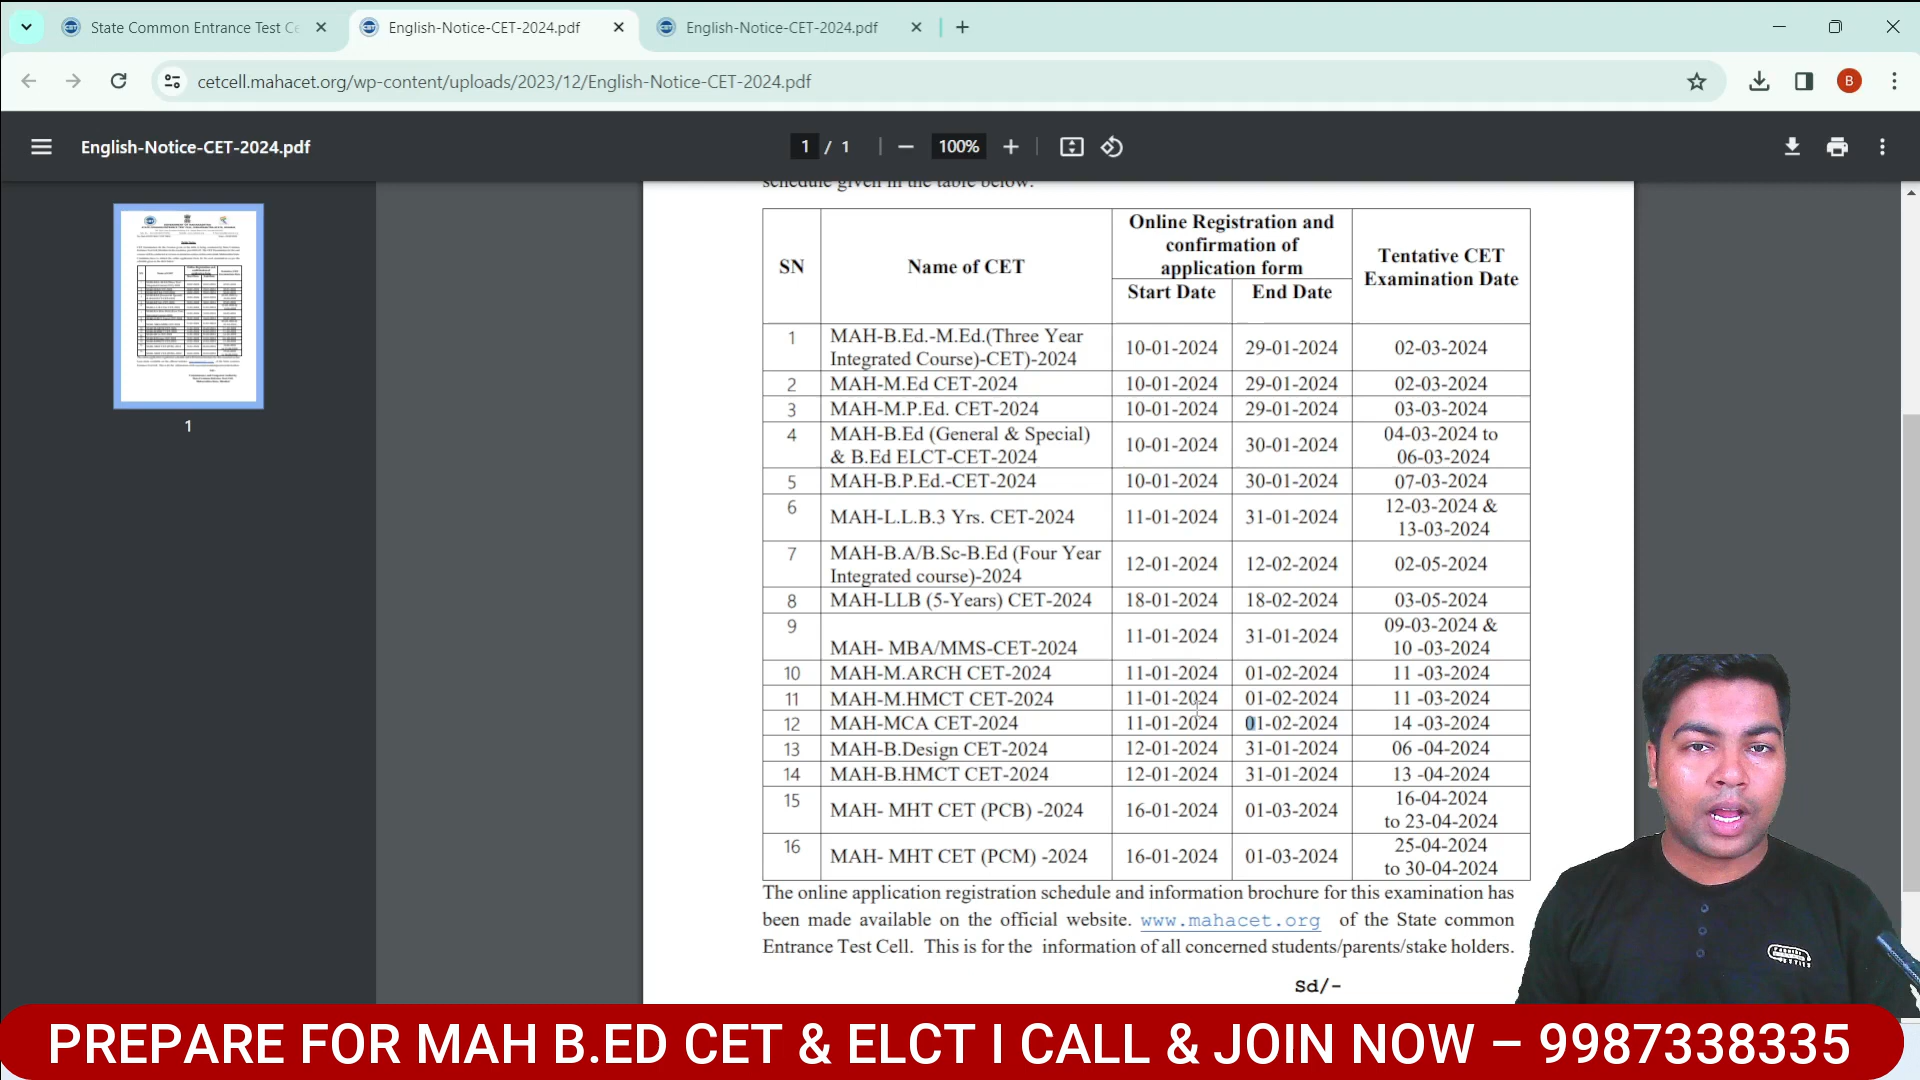 State Common Entrance Test Ce
English-Notice-CET-2024.pdf
English-Notice-CET-2024.pdf
cetcell.mahacet.org/wp-content/uploads/2023/12/English-Notice-CET-2024.pdf
B
English-Notice-CET-2024.pdf
1 / 1
100%
1
schedule given in the table below:
SN
Name of CET
Online Registration and
confirmation of
application form
Start Date
End Date
Tentative CET
Examination Date
1 MAH-B.Ed.-M.Ed.(Three Year
Integrated Course)-CET)-2024 10-01-2024 29-01-2024 02-03-2024
2 MAH-M.Ed CET-2024 10-01-2024 29-01-2024 02-03-2024
3 MAH-M.P.Ed. CET-2024 10-01-2024 29-01-2024 03-03-2024
4 MAH-B.Ed (General & Special)
& B.Ed ELCT-CET-2024 10-01-2024 30-01-2024 04-03-2024 to
06-03-2024
5 MAH-B.P.Ed.-CET-2024 10-01-2024 30-01-2024 07-03-2024
6 MAH-L.L.B.3 Yrs. CET-2024 11-01-2024 31-01-2024 12-03-2024 &
13-03-2024
7 MAH-B.A/B.Sc-B.Ed (Four Year
Integrated course)-2024 12-01-2024 12-02-2024 02-05-2024
8 MAH-LLB (5-Years) CET-2024 18-01-2024 18-02-2024 03-05-2024
9 MAH- MBA/MMS-CET-2024 11-01-2024 31-01-2024 09-03-2024 &
10 -03-2024
10 MAH-M.ARCH CET-2024 11-01-2024 01-02-2024 11 -03-2024
11 MAH-M.HMCT CET-2024 11-01-2024 01-02-2024 11 -03-2024
12 MAH-MCA CET-2024 11-01-2024 01-02-2024 14 -03-2024
13 MAH-B.Design CET-2024 12-01-2024 31-01-2024 06 -04-2024
14 MAH-B.HMCT CET-2024 12-01-2024 31-01-2024 13 -04-2024
15 MAH- MHT CET (PCB) -2024 16-01-2024 01-03-2024 16-04-2024
to 23-04-2024
16 MAH- MHT CET (PCM) -2024 16-01-2024 01-03-2024 25-04-2024
to 30-04-2024
The online application registration schedule and information brochure for this examination has
been made available on the official website. www.mahacet.org of the State common
Entrance Test Cell. This is for the information of all concerned students/parents/stake holders.
Sd/-
PREPARE FOR MAH B.ED CET & ELCT I CALL & JOIN NOW – 9987338335